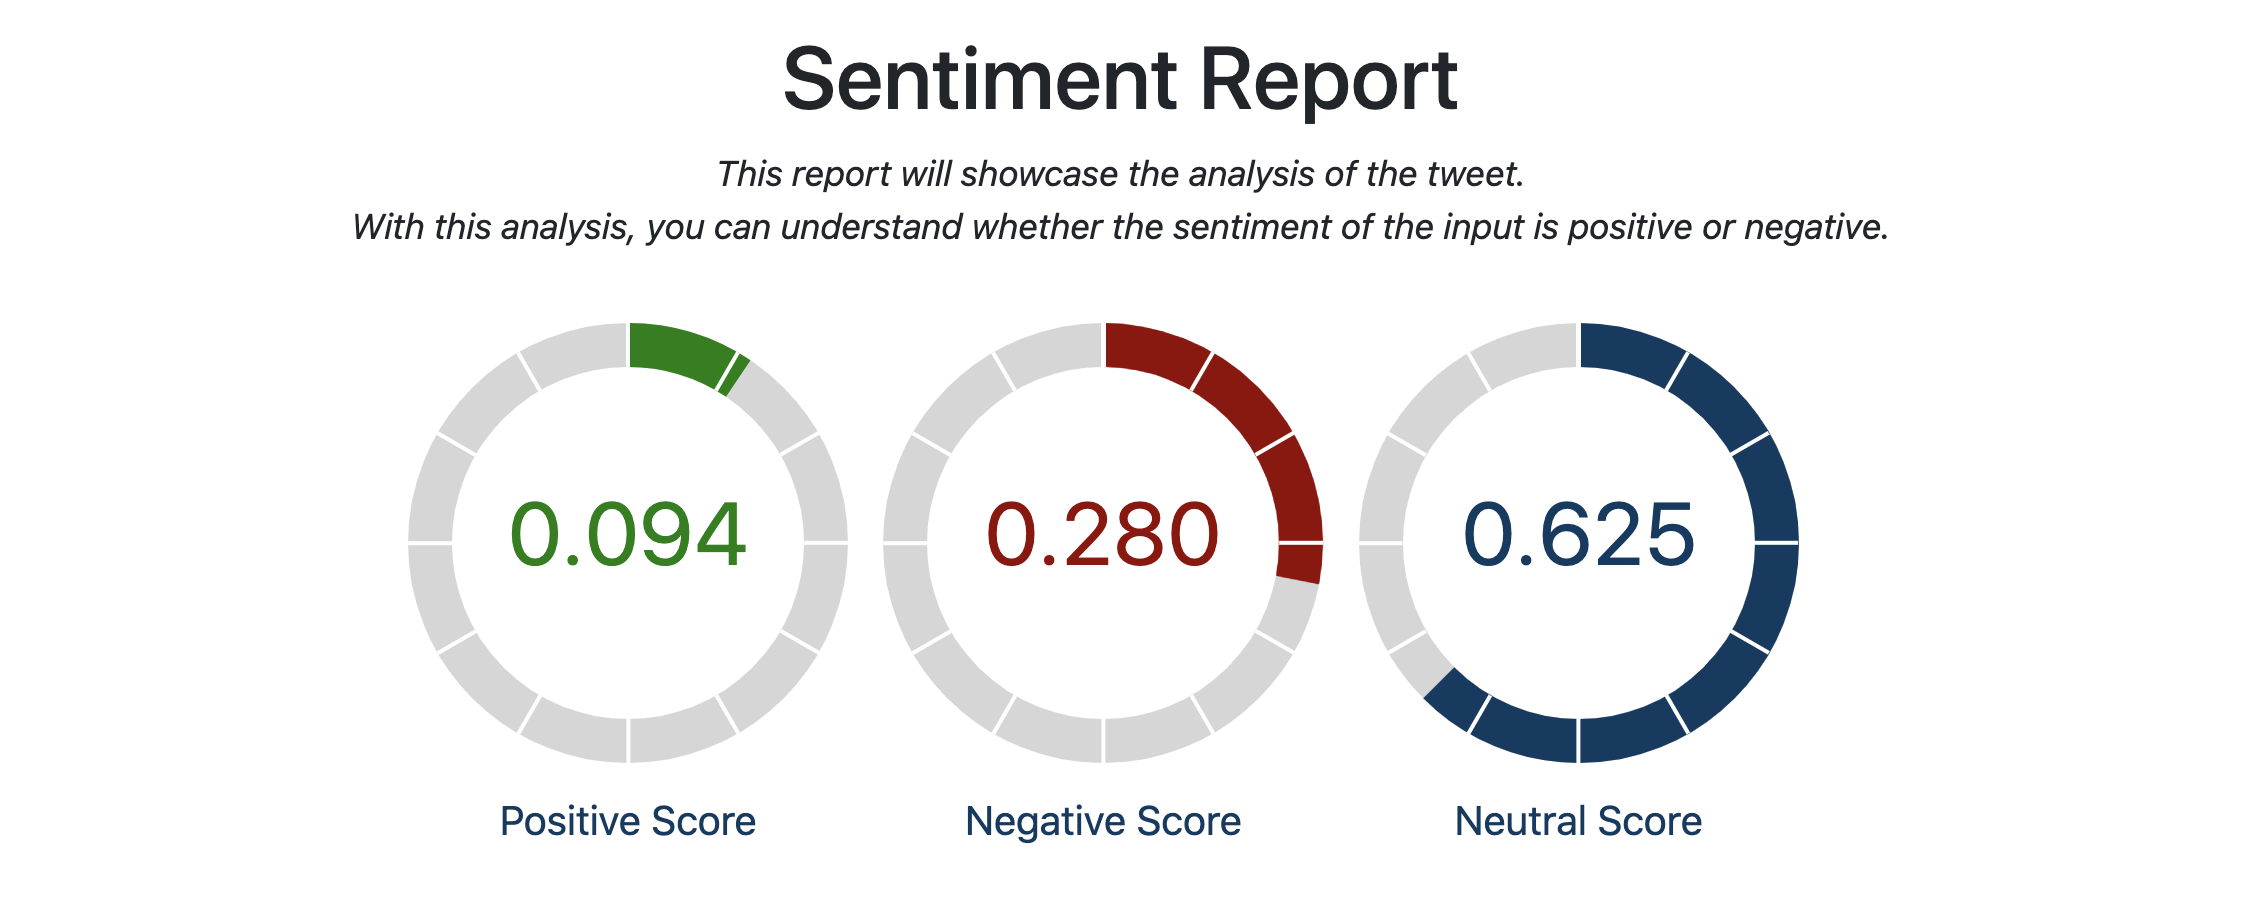 Sentiment Report
This report will showcase the analysis of the tweet.
With this analysis, you can understand whether the sentiment of the input is positive or negative.
0.094
0.280
0.625
Positive Score
Negative Score
Neutral Score